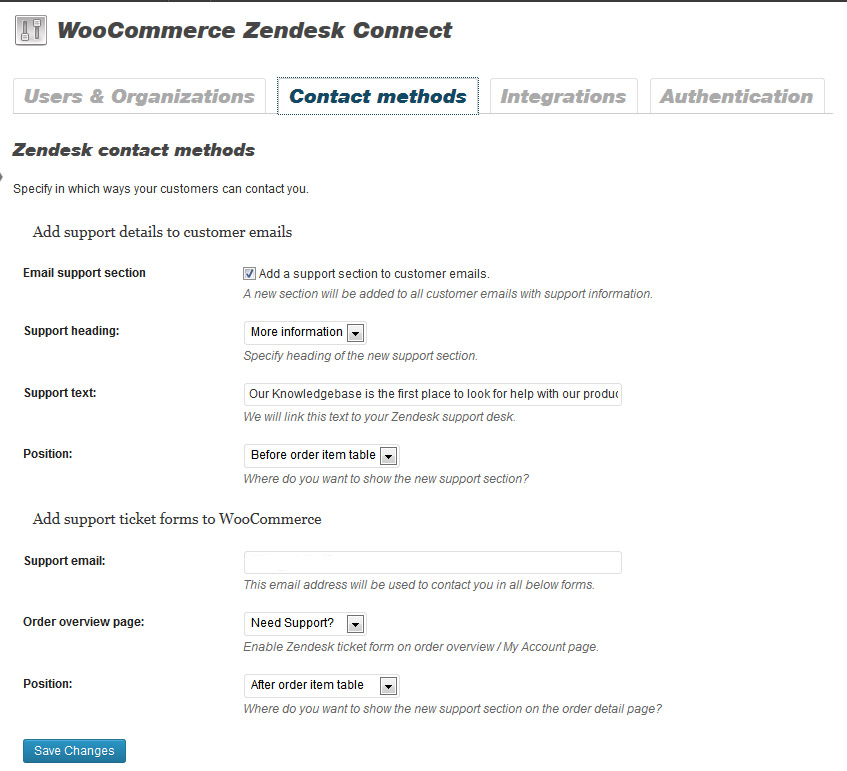 WooCommerce Zendesk Connect
Users & Organizations Contact methods Integrations Authentication
Zendesk contact methods
Specify in which ways your customers can contact you.
Add support details to customer emails
Email support section Add a support section to customer emails.
A new section will be added to all customer emails with support information.
Support heading: More information
Specify heading of the new support section.
Support text: Our Knowledgebase is the first place to look for help with our produc
We will link this text to your Zendesk support desk.
Position: Before order item table
Where do you want to show the new support section?
Add support ticket forms to WooCommerce
Support email:
This email address will be used to contact you in all below forms.
Order overview page: Need Support?
Enable Zendesk ticket form on order overview / My Account page.
Position: After order item table
Where do you want to show the new support section on the order detail page?
Save Changes